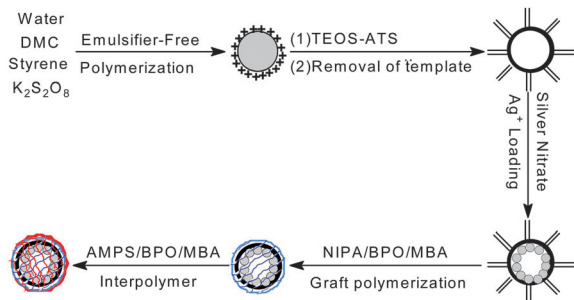 Water
DMC
Styrene
K₂S₂O₈
Emulsifier-Free
Polymerization
(1)TEOS-ATS
(2)Removal of template
Silver Nitrate
Ag⁺ Loading
NIPA/BPO/MBA
Graft polymerization
AMPS/BPO/MBA
Interpolymer